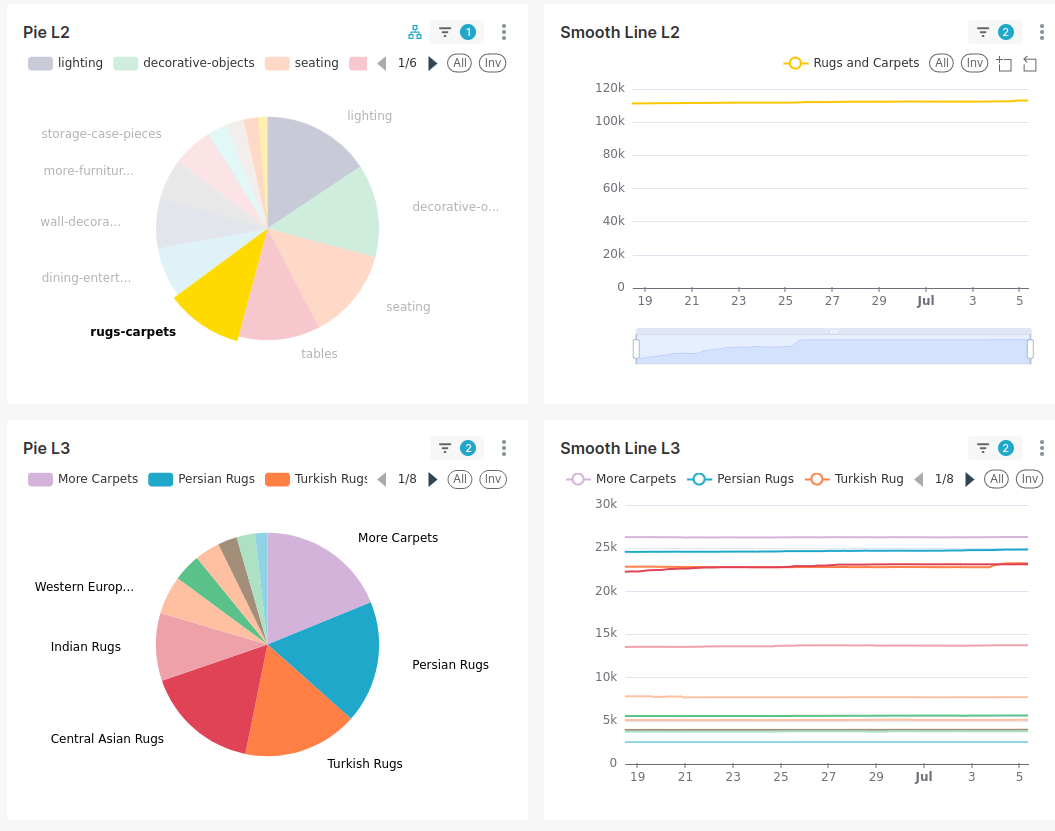 Pie L2
1
lighting decorative-objects seating 1/6 All Inv
lighting
storage-case-pieces
more-furnitur...
decorative-o...
wall-decora...
dining-entert...
seating
rugs-carpets
tables
Smooth Line L2
2
Rugs and Carpets All Inv
120k
100k
80k
60k
40k
20k
0
19 21 23 25 27 29 Jul 3 5
Pie L3
2
More Carpets Persian Rugs Turkish Rugs 1/8 All Inv
More Carpets
Western Europ...
Indian Rugs
Persian Rugs
Central Asian Rugs
Turkish Rugs
Smooth Line L3
2
More Carpets Persian Rugs Turkish Rug 1/8 All Inv
30k
25k
20k
15k
10k
5k
0
19 21 23 25 27 29 Jul 3 5